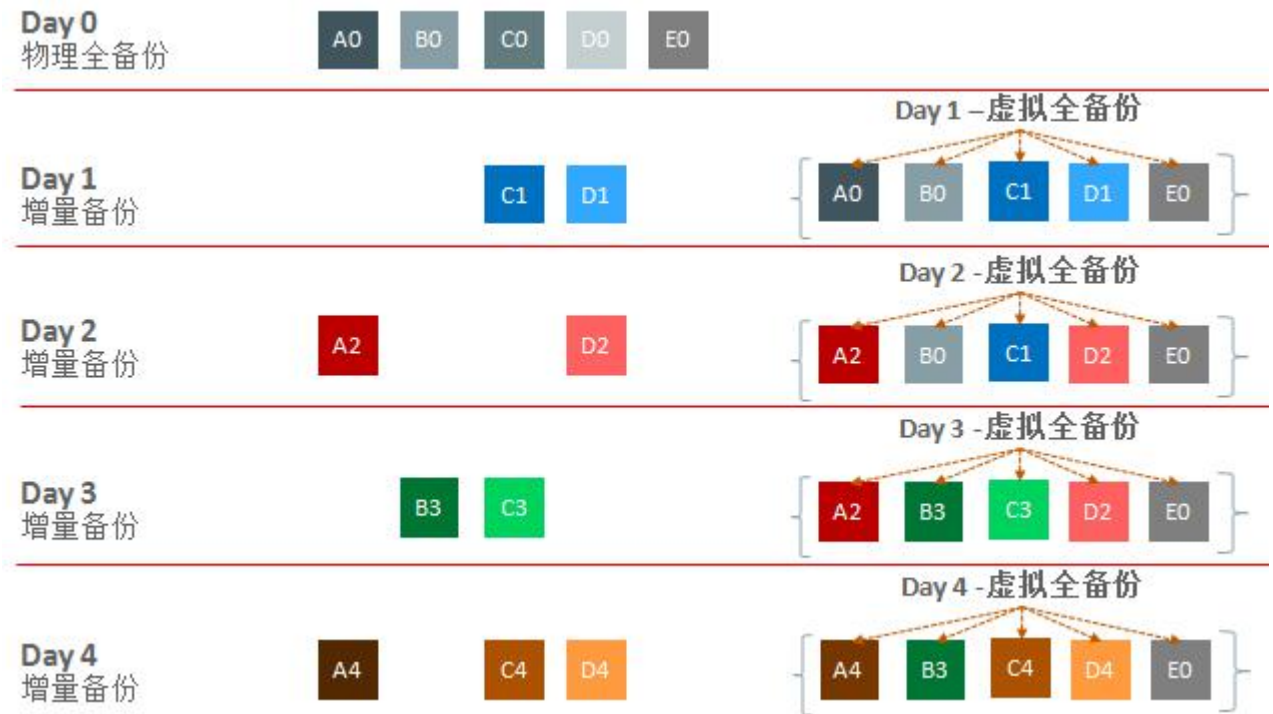 Day 0
物理全备份
A0 B0 C0 D0 E0
Day 1 –虚拟全备份
Day 1
增量备份
C1 D1
A0 B0 C1 D1 E0
Day 2 -虚拟全备份
Day 2
增量备份
A2 D2
A2 B0 C1 D2 E0
Day 3 -虚拟全备份
Day 3
增量备份
B3 C3
A2 B3 C3 D2 E0
Day 4 -虚拟全备份
Day 4
增量备份
A4 C4 D4
A4 B3 C4 D4 E0